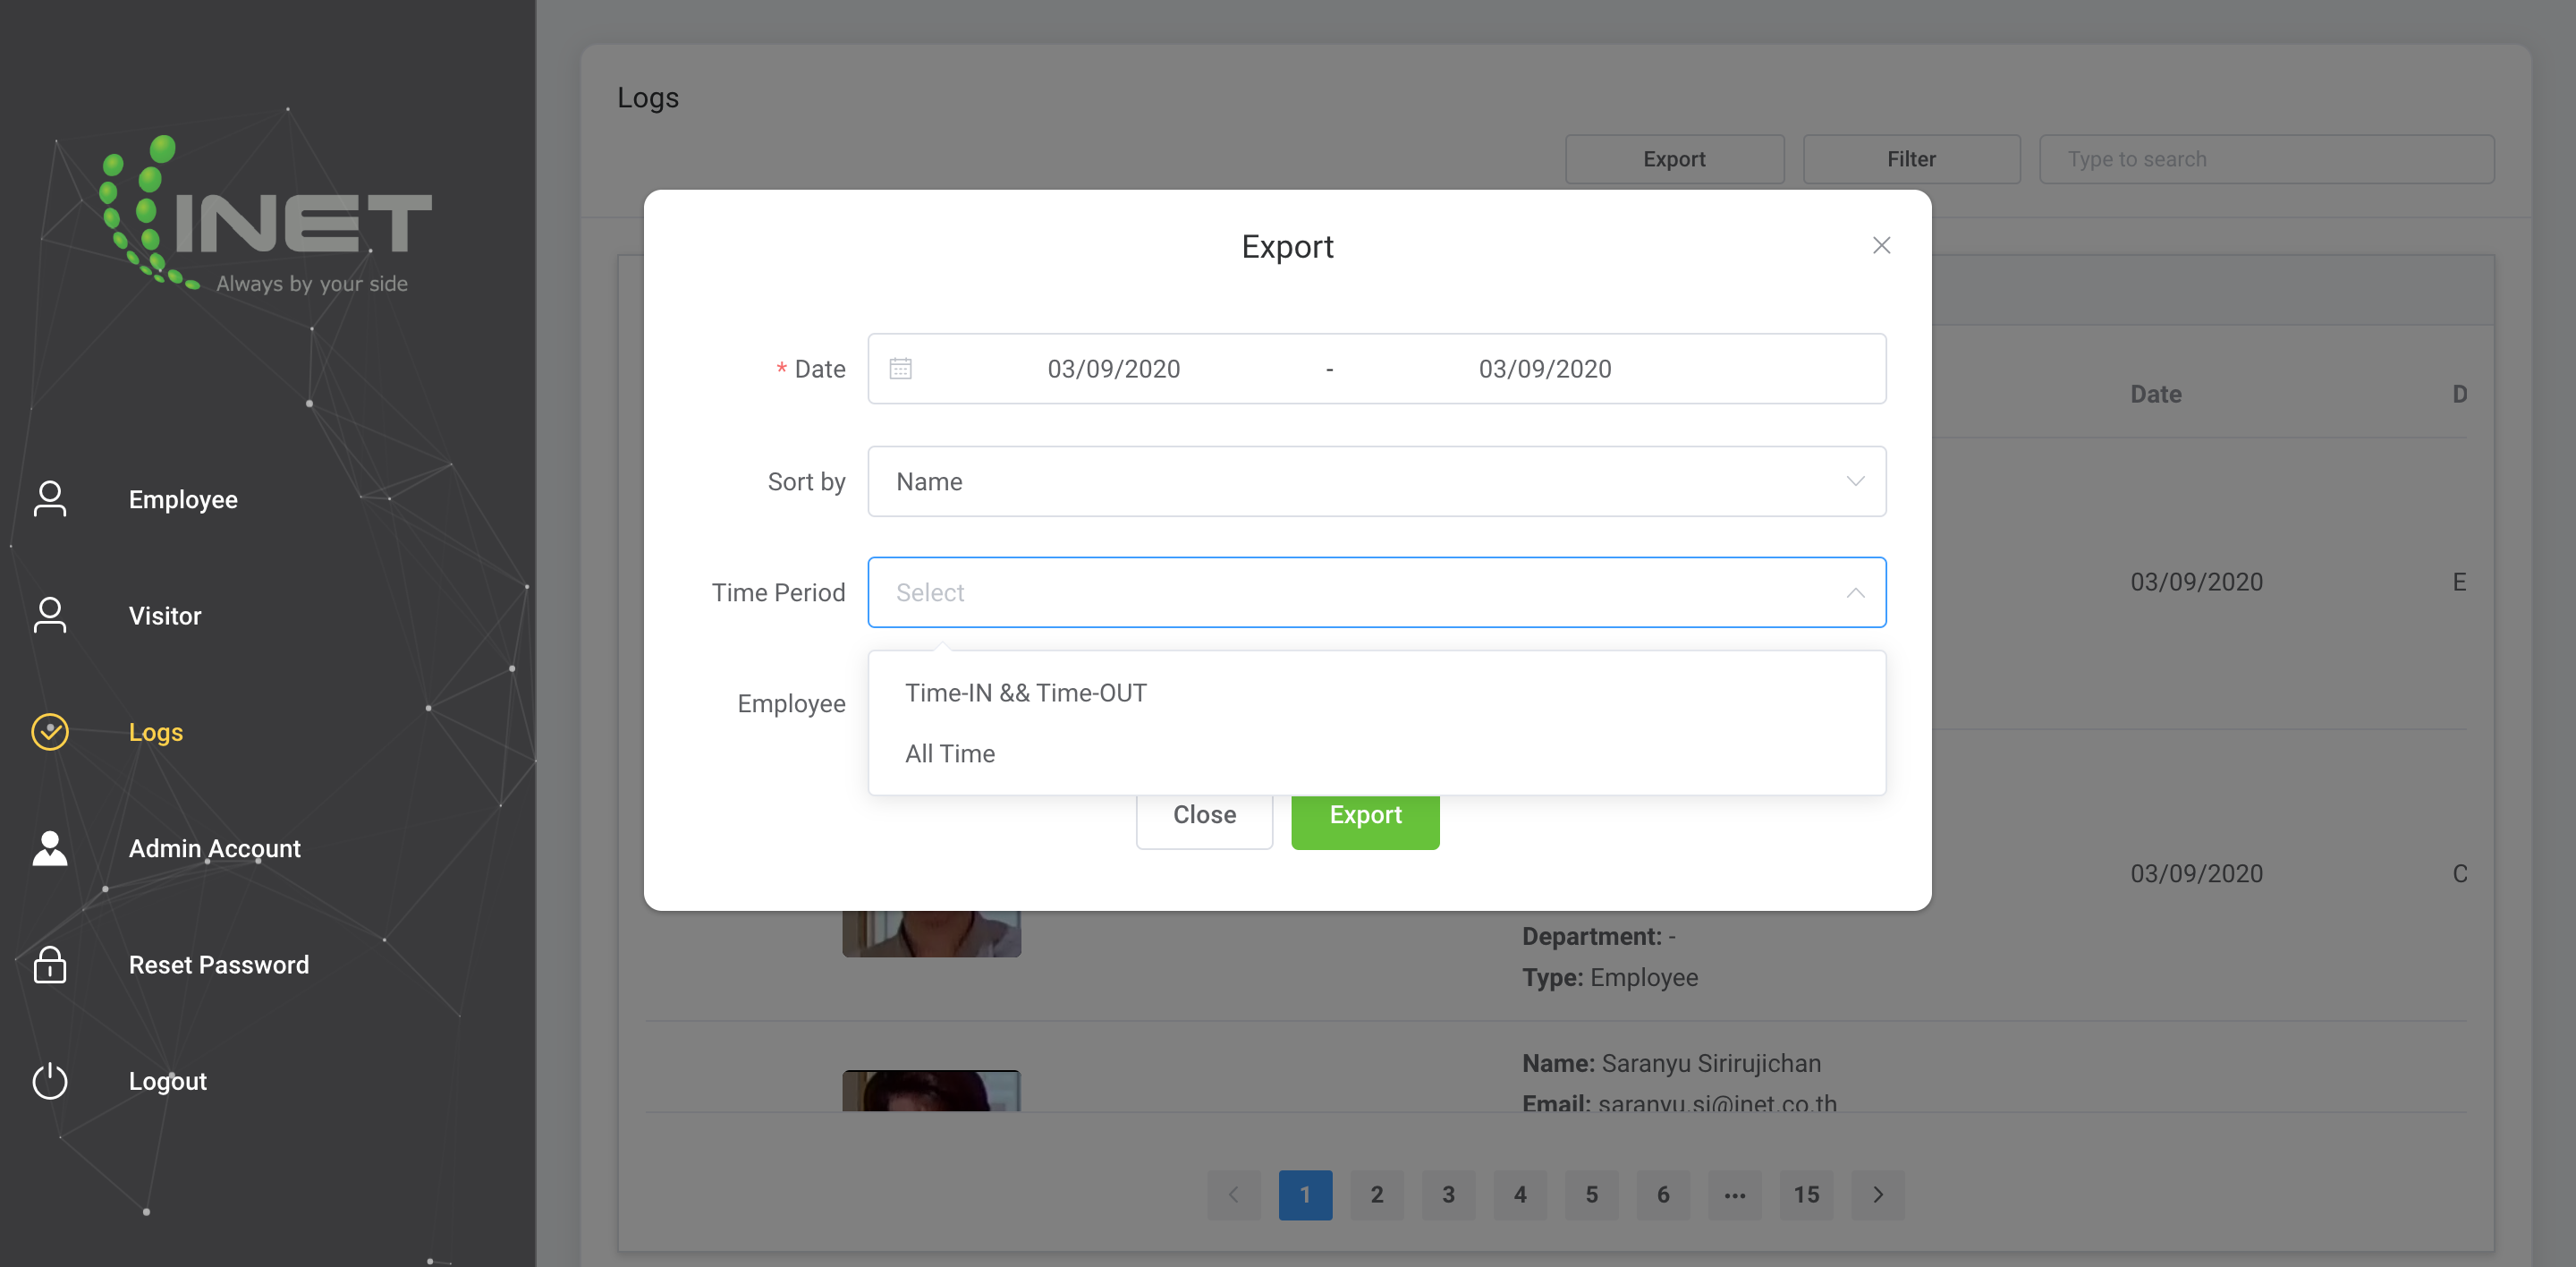 INET
Always by your side
Employee
Visitor
Logs
Admin Account
Reset Password
Logout
Logs
Export
Filter
Type to search
Export
* Date
03/09/2020 - 03/09/2020
Sort by
Name
Time Period
Select
Employee
Time-IN && Time-OUT
All Time
Close
Export
Date
D
03/09/2020
E
03/09/2020
C
Department: -
Type: Employee
Name: Saranyu Sirirujichan
Email: saranyu.si@inet.co.th
1 2 3 4 5 6 ... 15